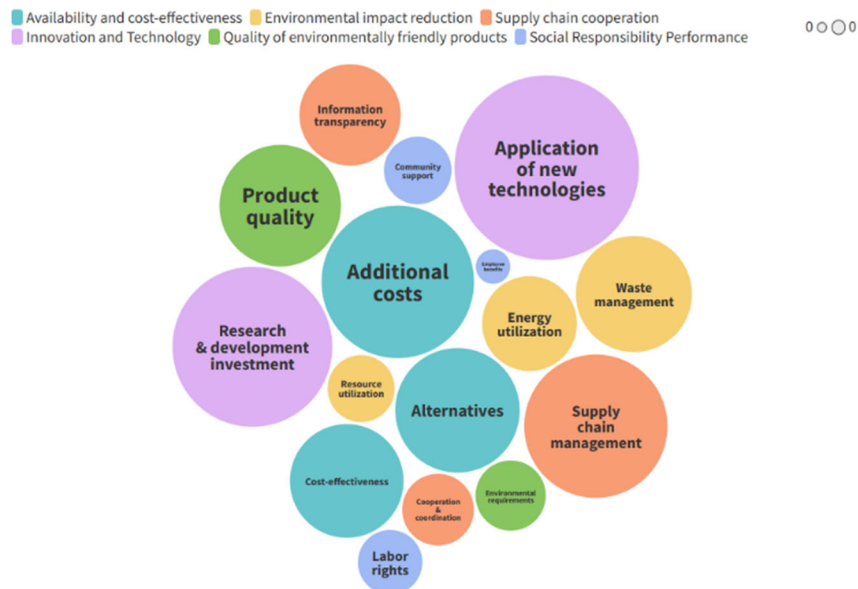 Availability and cost-effectiveness Environmental impact reduction Supply chain cooperation
Innovation and Technology Quality of environmentally friendly products Social Responsibility Performance
0 0
Information
transparency
Community
support
Application
of new
technologies
Product
quality
Additional
costs
Employee
benefits
Waste
management
Energy
utilization
Research
& development
investment
Resource
utilization
Alternatives
Supply
chain
management
Cost-effectiveness
Cooperation
&
coordination
Environmental
requirements
Labor
rights